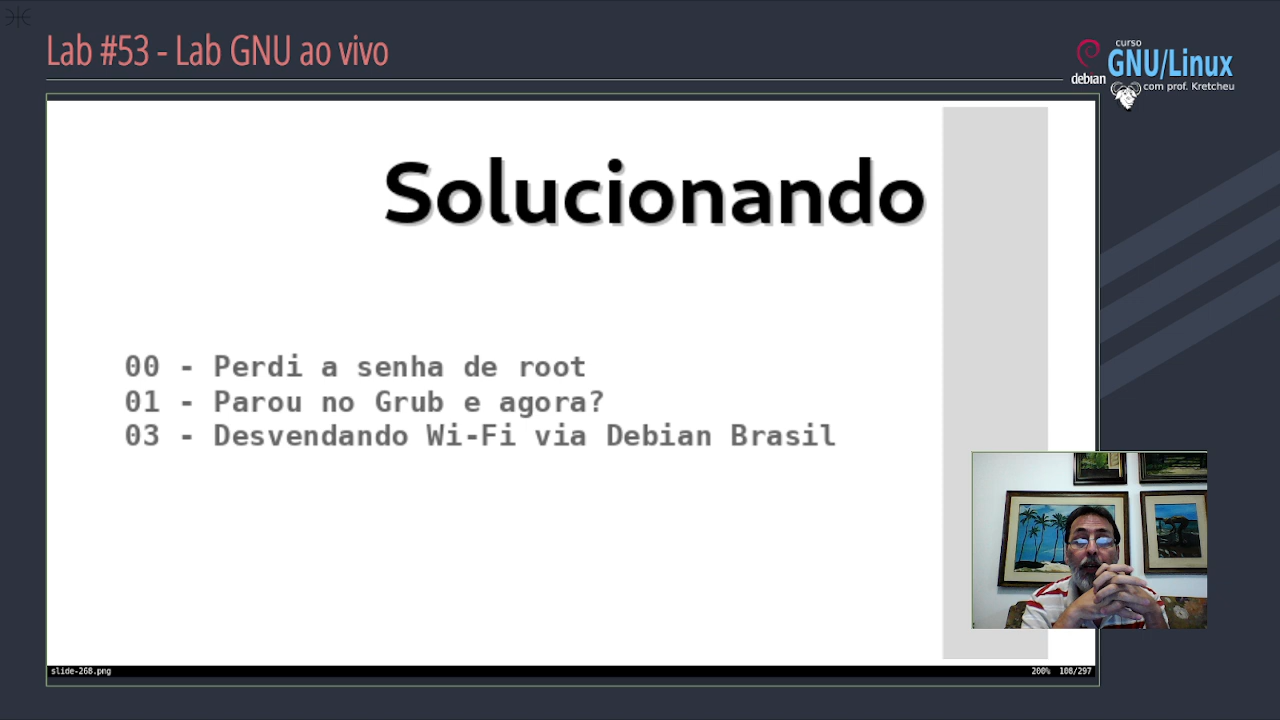 Lab #53 - Lab GNU ao vivo
curso
GNU/Linux
debian
com prof. Kretcheu
Solucionando
00 - Perdi a senha de root
01 - Parou no Grub e agora?
03 - Desvendando Wi-Fi via Debian Brasil
slide-268.png
200% 108/297